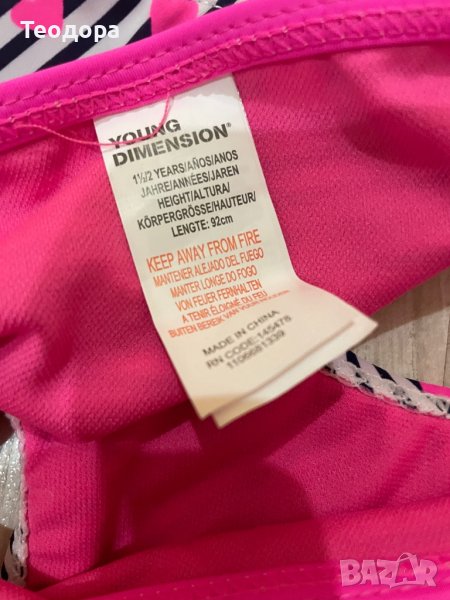 Теодора
YOUNG
DIMENSION®
1½/2 YEARS/AÑOS/ANOS
JAHRE/ANNÉES/JAREN
HEIGHT/ALTURA/
KÖRPERGRÖSSE/HAUTEUR/
LENGTE: 92cm
KEEP AWAY FROM FIRE
MANTENER ALEJADO DEL FUEGO
MANTER LONGE DO FOGO
VON FEUER FERNHALTEN
A TENIR ÉLOIGNÉ DU FEU
BUITEN BEREIK VAN VUUR
MADE IN CHINA
RN CODE: 145478
1106681339
BAZAR